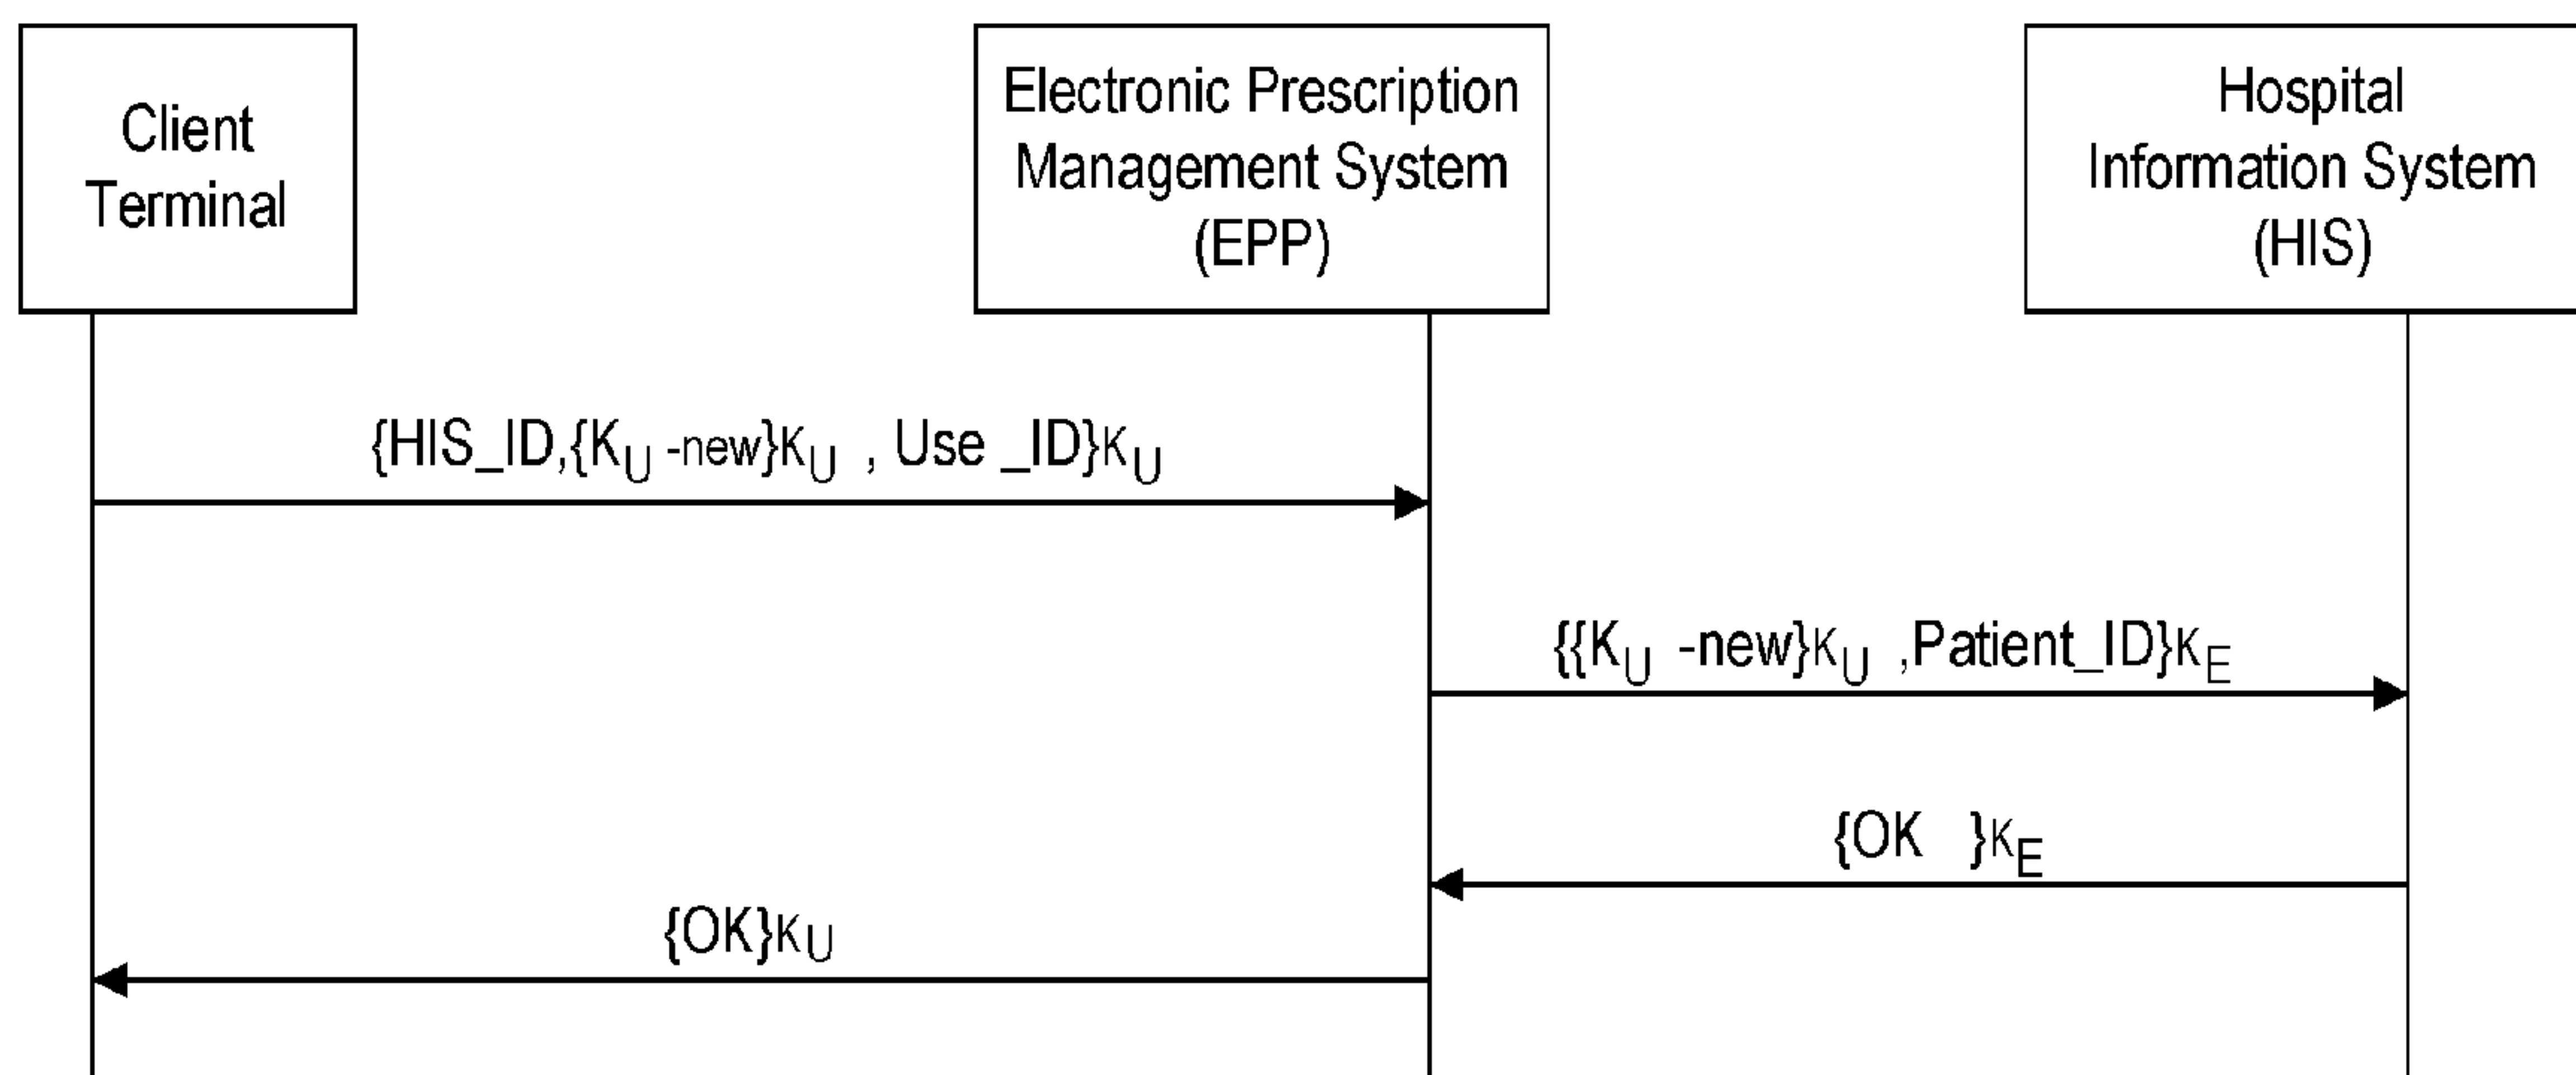 Client
Terminal
Electronic Prescription
Management System
(EPP)
Hospital
Information System
(HIS)
{HIS_ID,{KU -new}KU , Use _ID}KU
{{KU -new}KU ,Patient_ID}KE
{OK }KE
{OK}KU